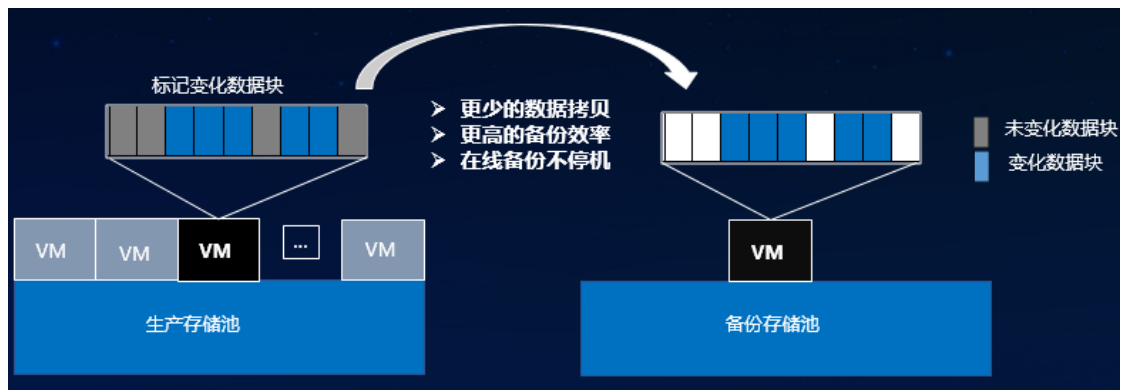 标记变化数据块
➢ 更少的数据拷贝
➢ 更高的备份效率
➢ 在线备份不停机
未变化数据块
变化数据块
VM
VM
VM
...
VM
VM
生产存储池
备份存储池